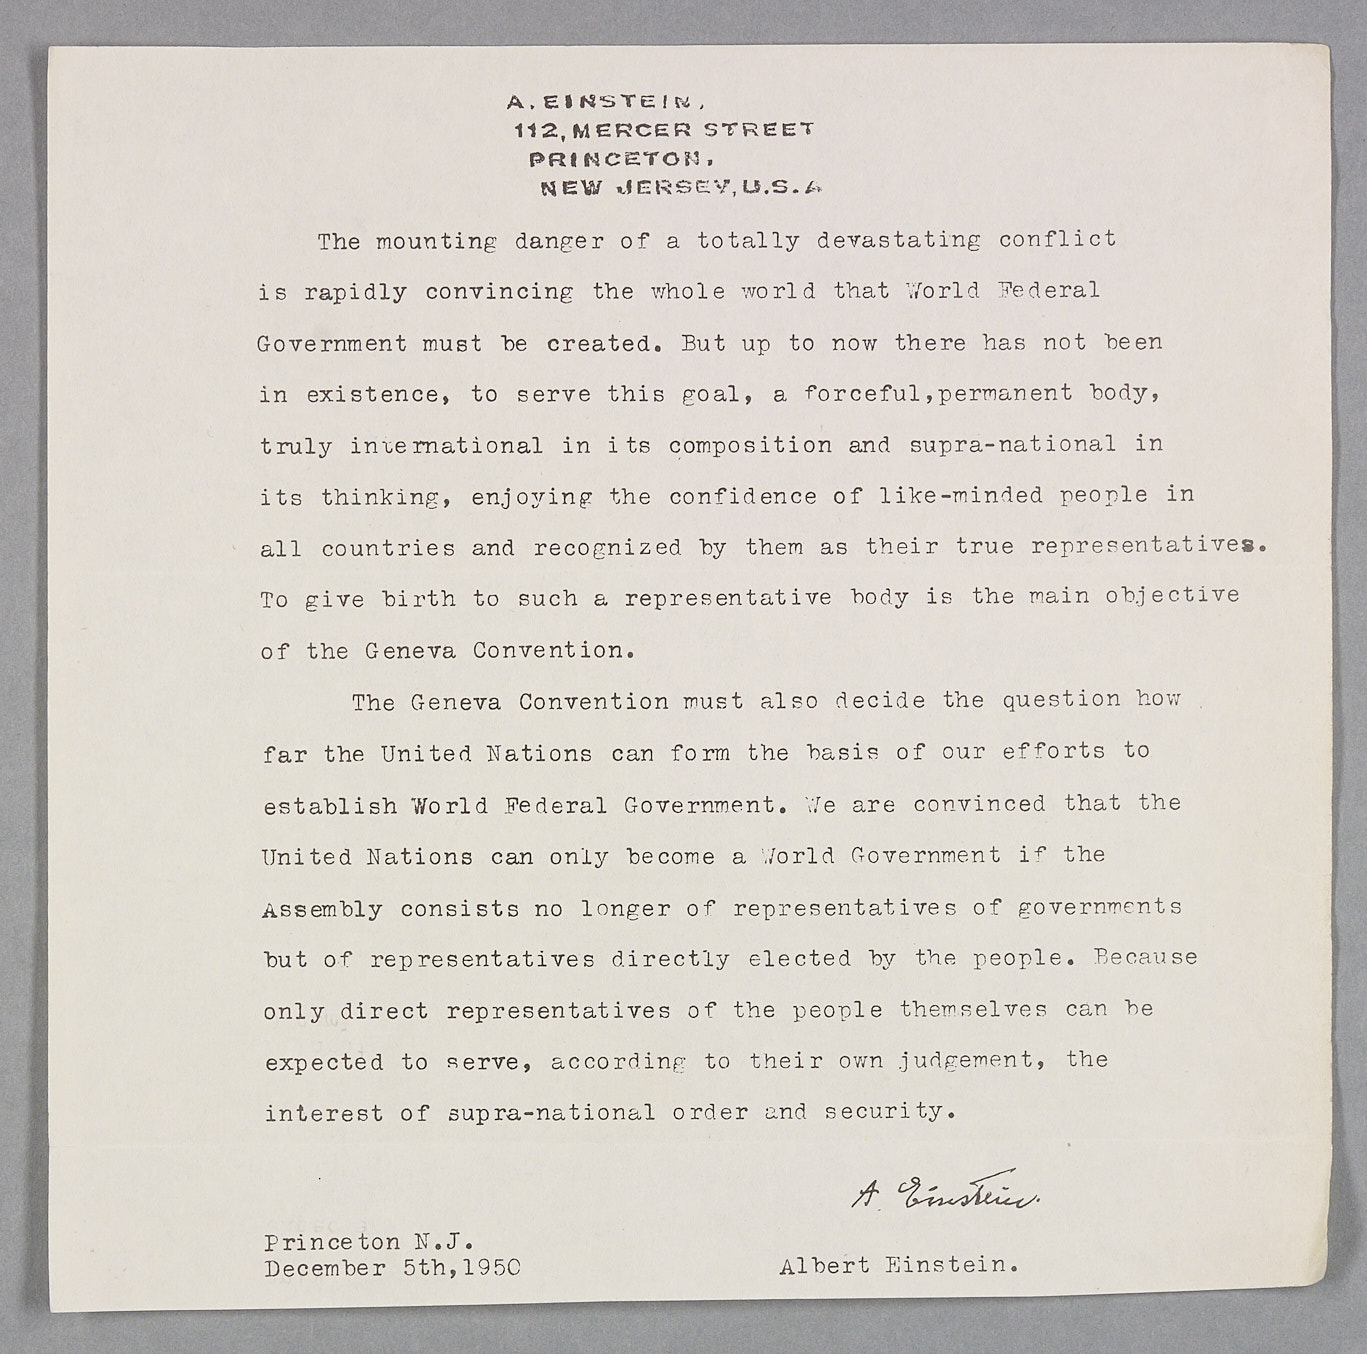 A. EINSTEIN,
112, MERCER STREET
PRINCETON,
NEW JERSEY, U.S.A
The mounting danger of a totally devastating conflict
is rapidly convincing the whole world that World Federal
Government must be created. But up to now there has not been
in existence, to serve this goal, a forceful,permanent body,
truly international in its composition and supra-national in
its thinking, enjoying the confidence of like-minded people in
all countries and recognized by them as their true representatives.
To give birth to such a representative body is the main objective
of the Geneva Convention.
The Geneva Convention must also decide the question how
far the United Nations can form the basis of our efforts to
establish World Federal Government. We are convinced that the
United Nations can only become a World Government if the
Assembly consists no longer of representatives of governments
but of representatives directly elected by the people. Because
only direct representatives of the people themselves can be
expected to serve, according to their own judgement, the
interest of supra-national order and security.
A. Einstein.
Princeton N.J.
December 5th,1950
Albert Einstein.